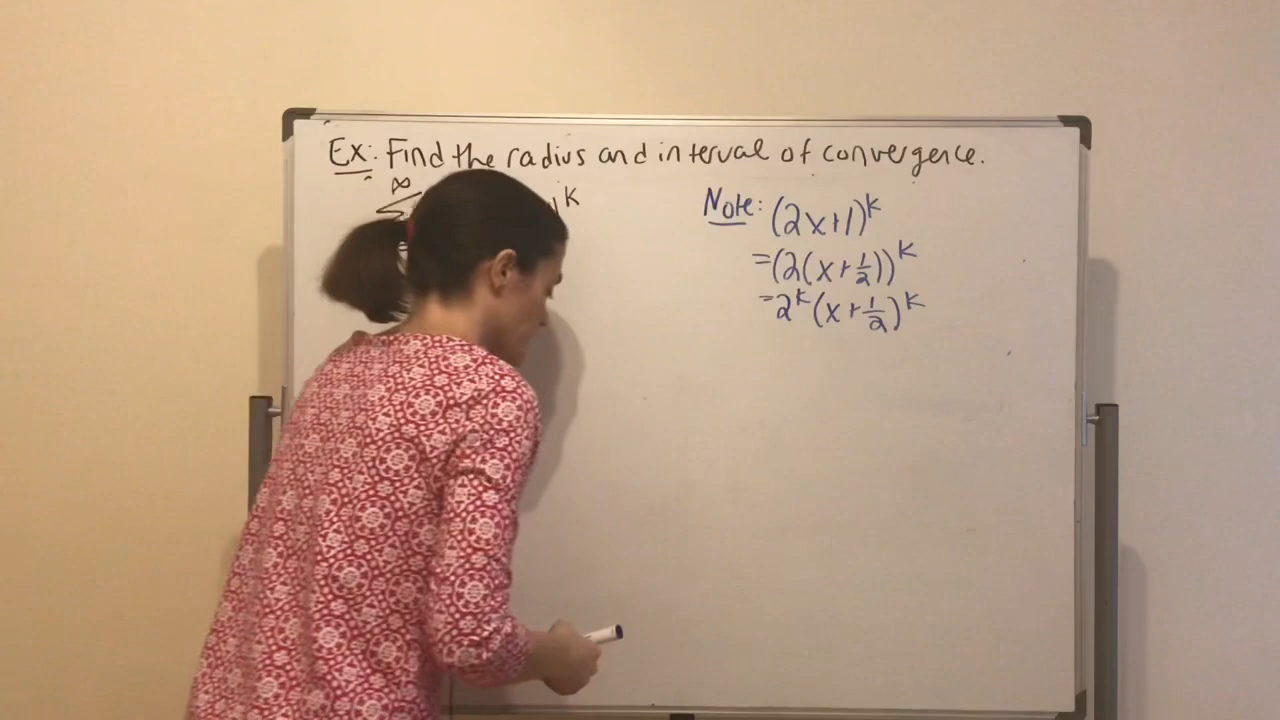 Ex: Find the radius and interval of convergence.
∞
Σ k
Note: (2x+1)^k
=(2(x+1/2))^k
=2^k(x+1/2)^k